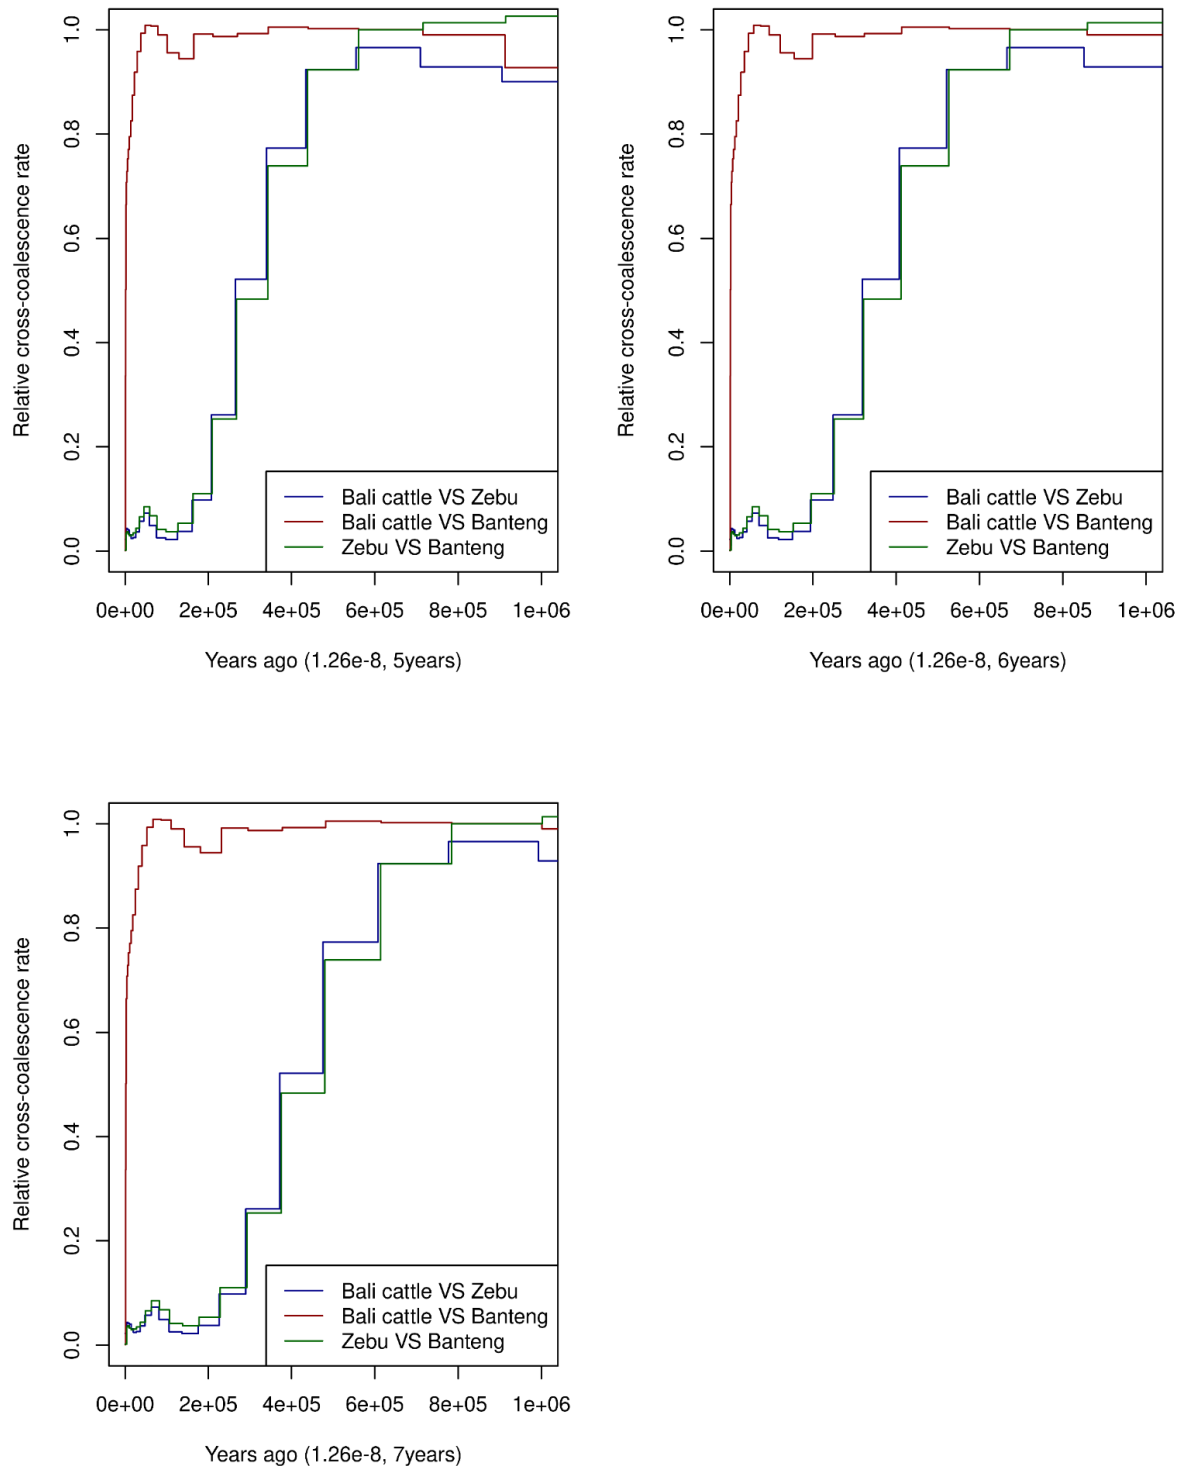 Relative cross-coalescence rate
1.0
0.8
0.6
0.4
0.2
0.0
Bali cattle VS Zebu
Bali cattle VS Banteng
Zebu VS Banteng
0e+00 2e+05 4e+05 6e+05 8e+05 1e+06
Years ago (1.26e-8, 5years)
Relative cross-coalescence rate
1.0
0.8
0.6
0.4
0.2
0.0
Bali cattle VS Zebu
Bali cattle VS Banteng
Zebu VS Banteng
0e+00 2e+05 4e+05 6e+05 8e+05 1e+06
Years ago (1.26e-8, 6years)
Relative cross-coalescence rate
1.0
0.8
0.6
0.4
0.2
0.0
Bali cattle VS Zebu
Bali cattle VS Banteng
Zebu VS Banteng
0e+00 2e+05 4e+05 6e+05 8e+05 1e+06
Years ago (1.26e-8, 7years)